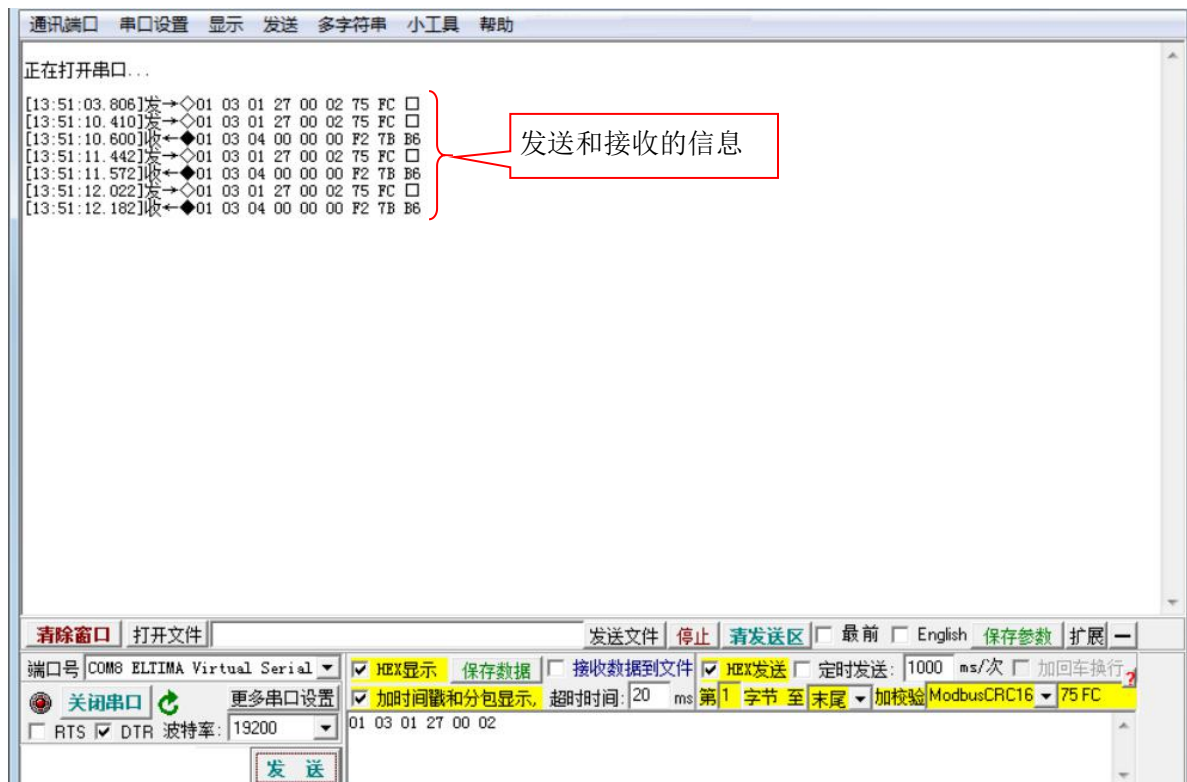 通讯端口 串口设置 显示 发送 多字符串 小工具 帮助
正在打开串口...
[13:51:03.806]发→◇01 03 01 27 00 02 75 FC □
[13:51:10.410]发→◇01 03 01 27 00 02 75 FC □
[13:51:10.600]收←◆01 03 04 00 00 00 F2 7B B6
[13:51:11.442]发→◇01 03 01 27 00 02 75 FC □
[13:51:11.572]收←◆01 03 04 00 00 00 F2 7B B6
[13:51:12.022]发→◇01 03 01 27 00 02 75 FC □
[13:51:12.182]收←◆01 03 04 00 00 00 F2 7B B6
发送和接收的信息
清除窗口 打开文件 发送文件 停止 清发送区 最前 English 保存参数 扩展 —
端口号 COM8 ELTIMA Virtual Serial HEX显示 保存数据 接收数据到文件 HEX发送 定时发送: 1000 ms/次 加回车换行 ?
关闭串口 更多串口设置 加时间戳和分包显示, 超时时间: 20 ms 第1 字节 至 末尾 加校验 ModbusCRC16 75 FC
RTS DTR 波特率: 19200 01 03 01 27 00 02
发 送